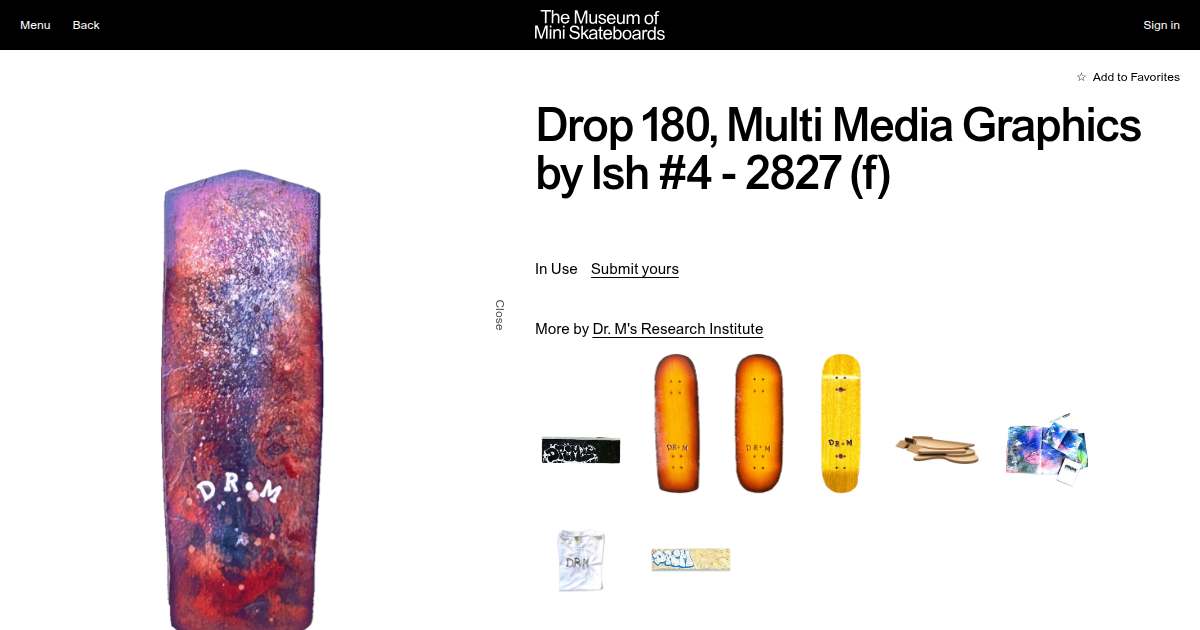 Menu Back
The Museum of
Mini Skateboards
Sign in
☆ Add to Favorites
Drop 180, Multi Media Graphics
by Ish #4 - 2827 (f)
In Use Submit yours
Close
More by Dr. M's Research Institute
DR•M
DR•M
DR•M
DR•M
DRM